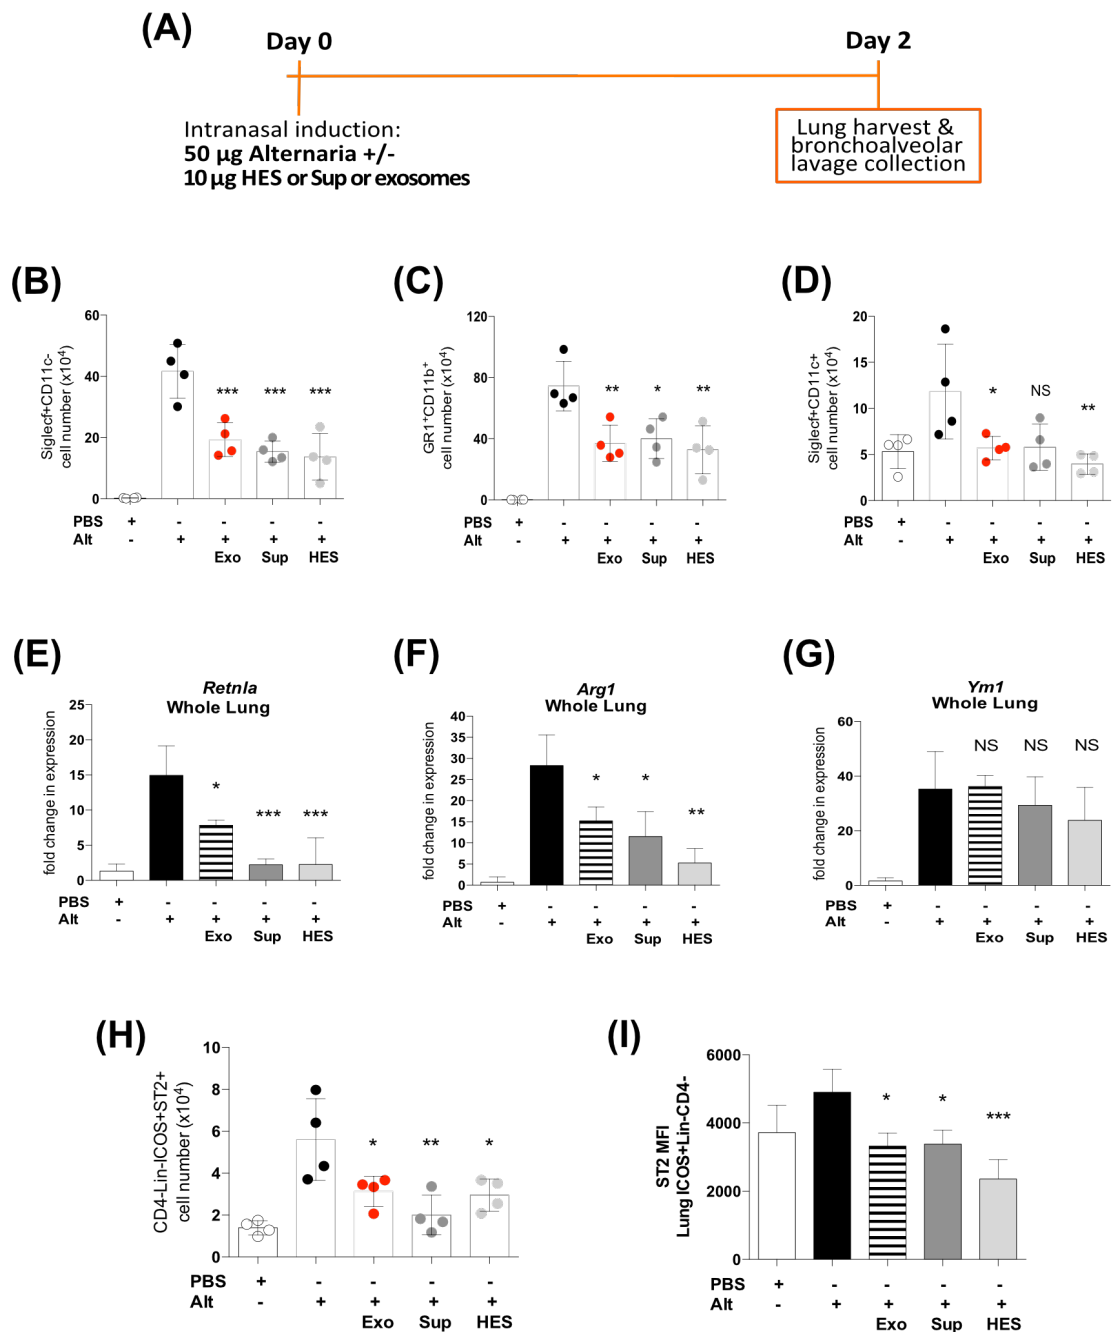 (A)
Day 0
Day 2
Intranasal induction:
50 µg Alternaria +/-
10 µg HES or Sup or exosomes
Lung harvest &
bronchoalveolar
lavage collection
(B)
Siglecf+CD11c-
cell number (x10⁴)
60
40
20
0
***
***
***
PBS + - - - -
Alt - + + + +
Exo Sup HES
(C)
GR1⁺CD11b⁺
cell number (x10⁴)
120
80
40
0
**
*
**
PBS + - - - -
Alt - + + + +
Exo Sup HES
(D)
Siglecf+CD11c+
cell number (x10⁴)
20
15
10
5
0
*
NS
**
PBS + - - - -
Alt - + + + +
Exo Sup HES
(E)
Retnla
Whole Lung
fold change in expression
25
20
15
10
5
0
*
***
***
PBS + - - - -
Alt - + + + +
Exo Sup HES
(F)
Arg1
Whole Lung
fold change in expression
40
35
30
25
20
15
10
5
0
*
*
**
PBS + - - - -
Alt - + + + +
Exo Sup HES
(G)
Ym1
Whole Lung
fold change in expression
60
40
20
0
NS
NS
NS
PBS + - - - -
Alt - + + + +
Exo Sup HES
(H)
CD4-Lin-ICOS+ST2+
cell number (x10⁴)
10
8
6
4
2
0
*
**
*
PBS + - - - -
Alt - + + + +
Exo Sup HES
(I)
ST2 MFI
Lung ICOS+Lin-CD4-
6000
4000
2000
0
*
*
***
PBS + - - - -
Alt - + + + +
Exo Sup HES